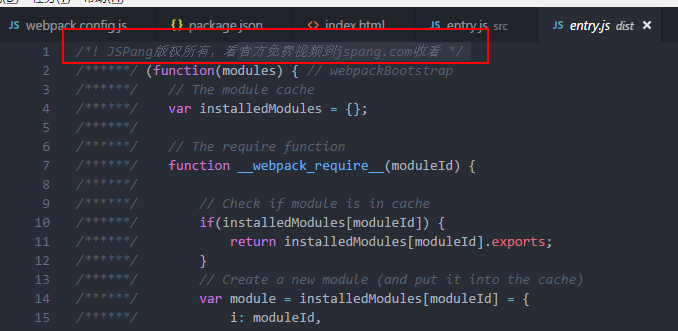 webpack.config.js package.json index.html entry.js src entry.js dist
1 /*! JSPang版权所有，看官方免费视频到jspang.com收看 */
2 /******/ (function(modules) { // webpackBootstrap
3 /******/ // The module cache
4 /******/ var installedModules = {};
5 /******/
6 /******/ // The require function
7 /******/ function __webpack_require__(moduleId) {
8 /******/
9 /******/ // Check if module is in cache
10 /******/ if(installedModules[moduleId]) {
11 /******/ return installedModules[moduleId].exports;
12 /******/ }
13 /******/ // Create a new module (and put it into the cache)
14 /******/ var module = installedModules[moduleId] = {
15 /******/ i: moduleId,